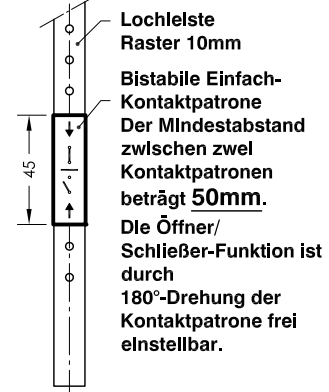 Lochleiste
Raster 10mm
Bistabile Einfach-
Kontaktpatrone
Der Mindestabstand
zwischen zwei
Kontaktpatronen
beträgt 50mm.
Die Öffner/
Schließer-Funktion ist
durch
180°-Drehung der
Kontaktpatrone frei
einstellbar.
45